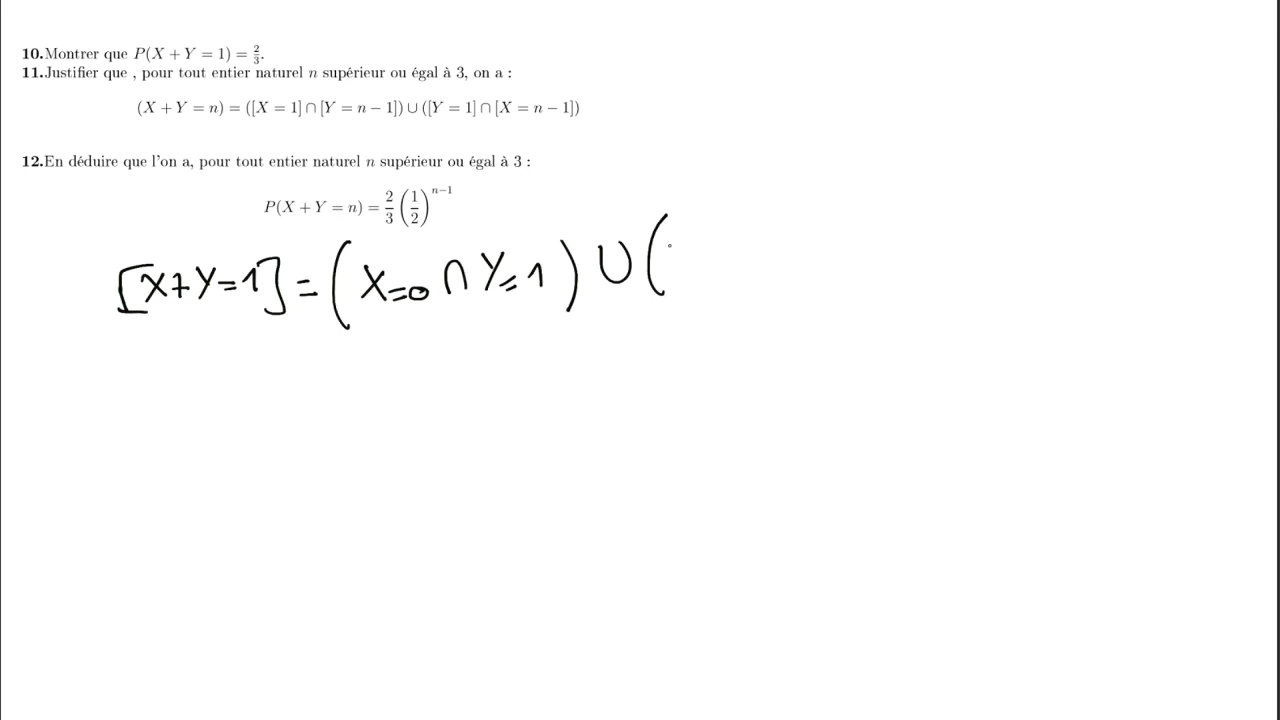 10.Montrer que P(X + Y = 1) = 2/3.
11.Justifier que , pour tout entier naturel n supérieur ou égal à 3, on a :
(X + Y = n) = ([X = 1] ∩ [Y = n − 1]) ∪ ([Y = 1] ∩ [X = n − 1])
12.En déduire que l'on a, pour tout entier naturel n supérieur ou égal à 3 :
P(X + Y = n) = 2/3 (1/2)^{n−1}
[X+Y=1] = (X=0 ∩ Y=1) ∪ (